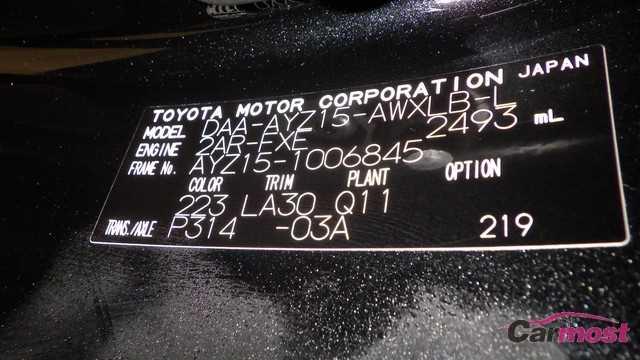 TOYOTA MOTOR CORPORATION JAPAN
MODEL DAA-AYZ15-AWXLB-L
ENGINE 2AR-FXE 2493 mL
FRAME No. AYZ15-1006845
COLOR TRIM PLANT OPTION
223 LA30 Q11
TRANS./AXLE P314 -03A 219
Carmost